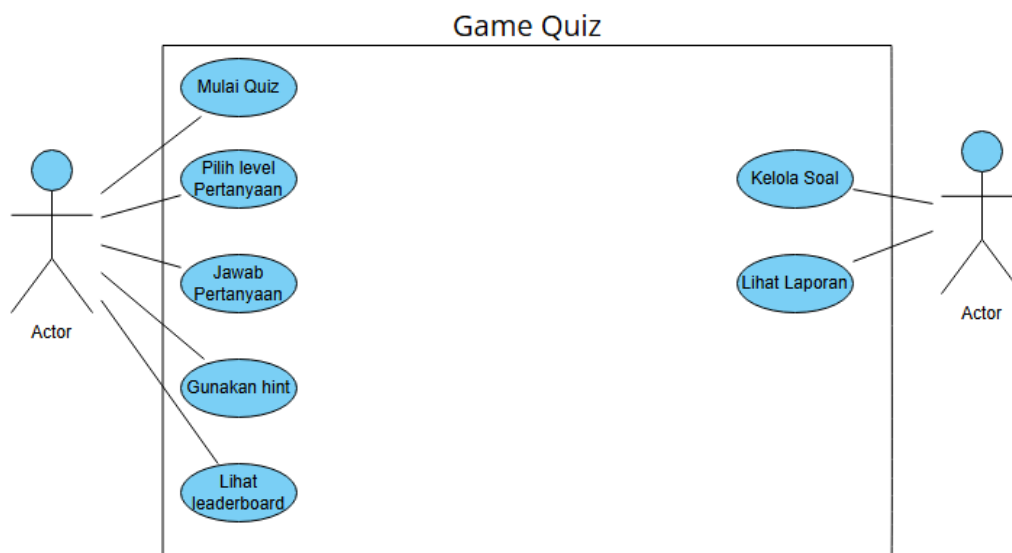 Game Quiz
Mulai Quiz
Pilih level
Pertanyaan
Jawab
Pertanyaan
Gunakan hint
Lihat
leaderboard
Actor
Kelola Soal
Lihat Laporan
Actor